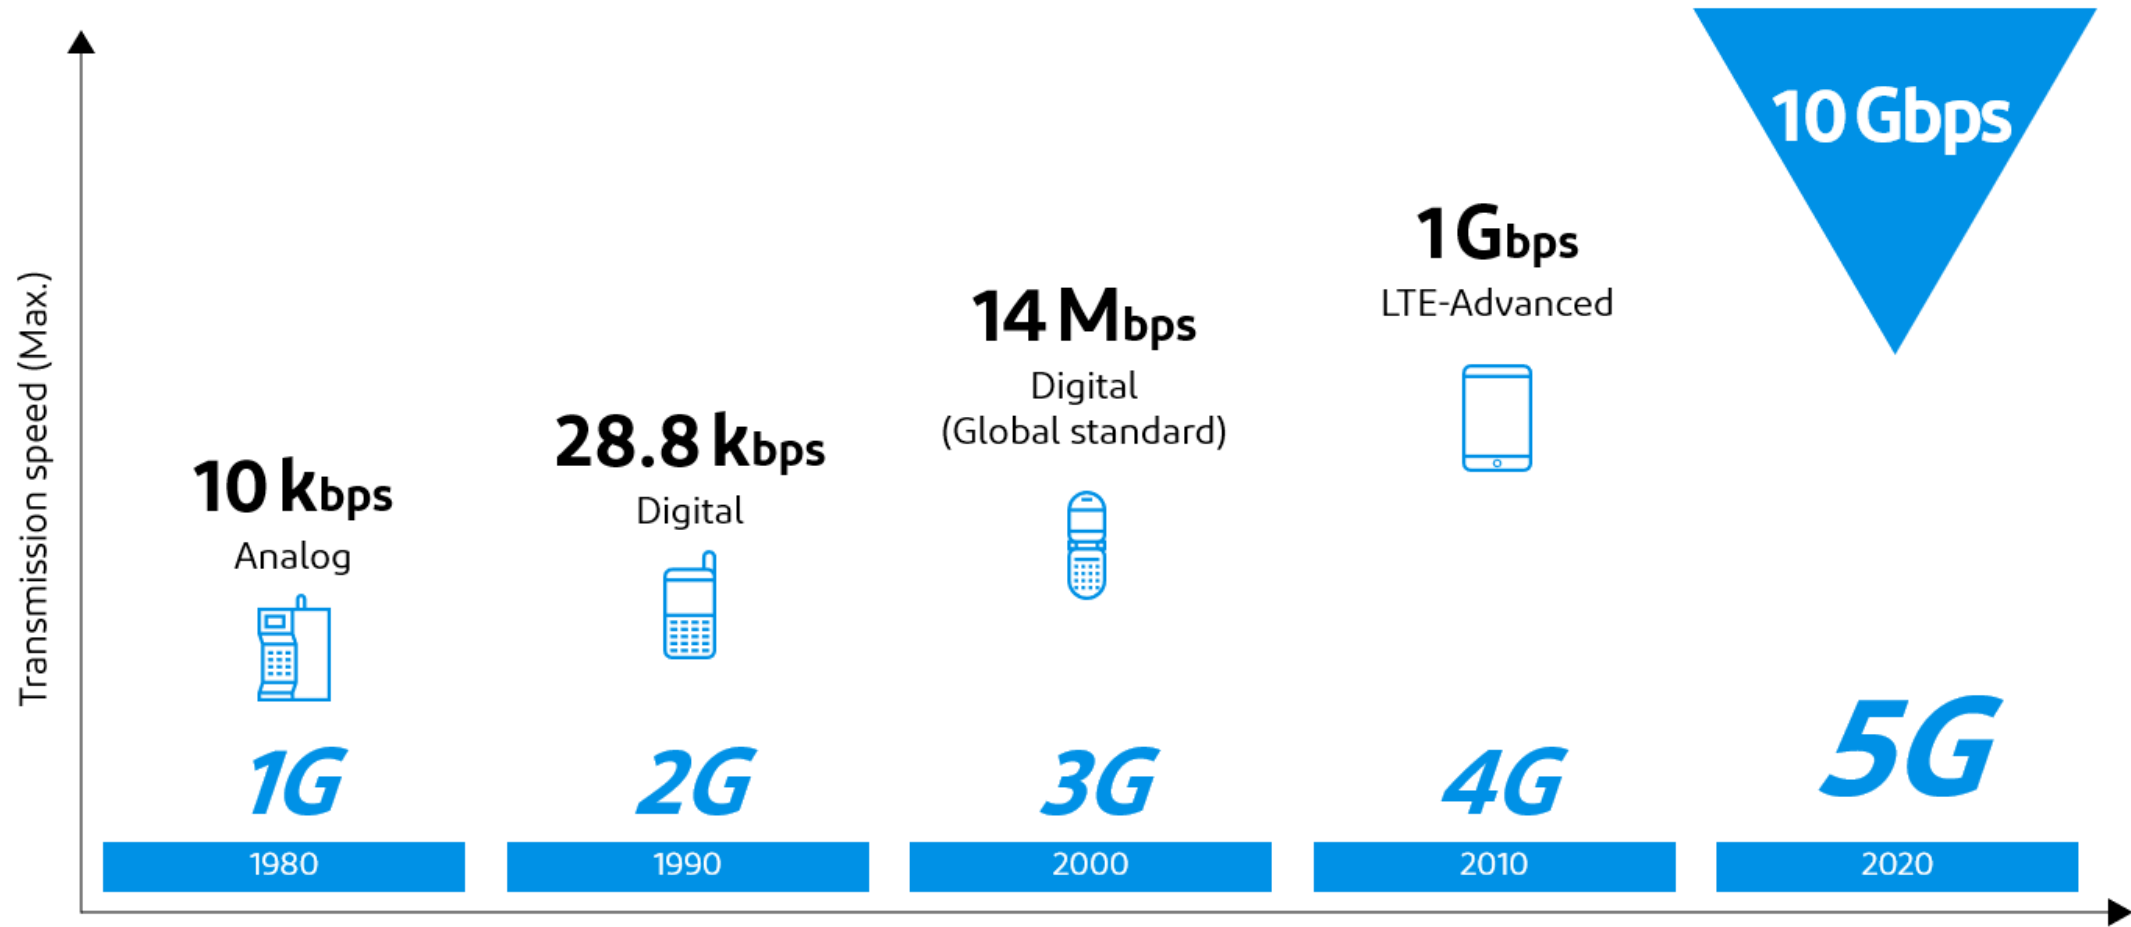 Transmission speed (Max.)
10 kbps
Analog
1G
1980
28.8 kbps
Digital
2G
1990
14 Mbps
Digital
(Global standard)
3G
2000
1 Gbps
LTE-Advanced
4G
2010
10 Gbps
5G
2020